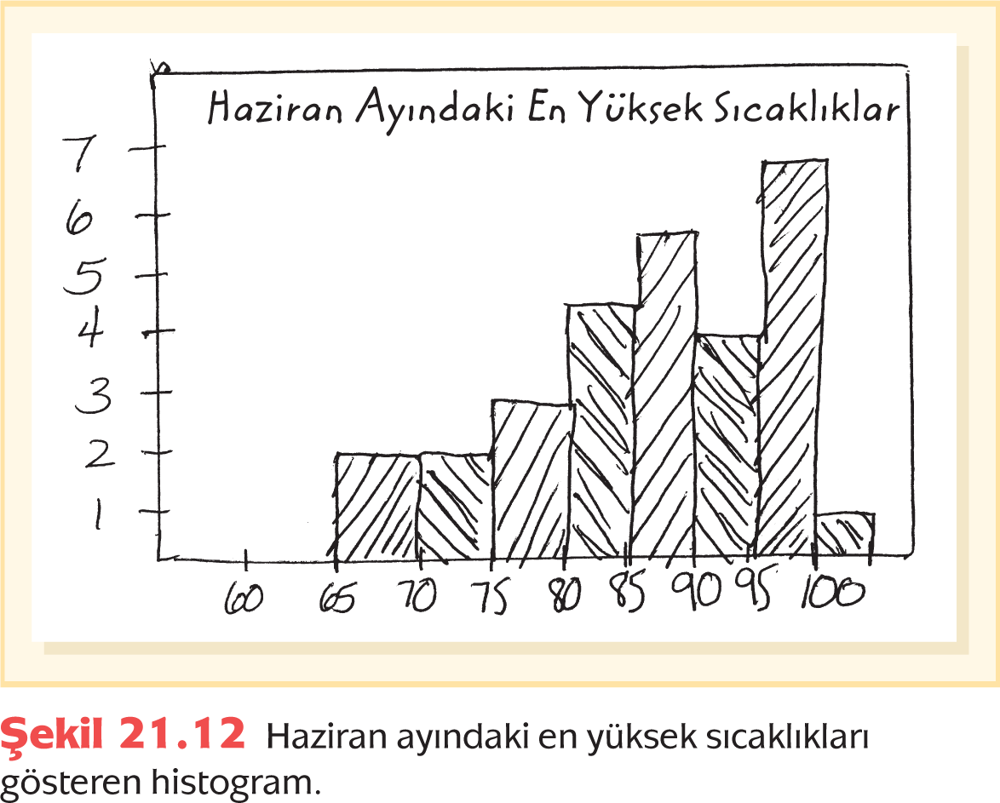 Haziran Ayındaki En Yüksek Sıcaklıklar
7
6
5
4
3
2
1
60 65 70 75 80 85 90 95 100
Şekil 21.12 Haziran ayındaki en yüksek sıcaklıkları
gösteren histogram.